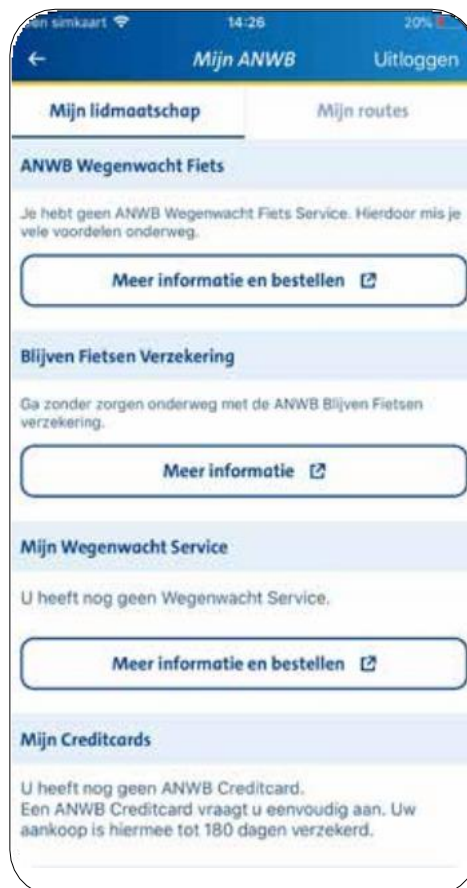 een simkaart 14:26 20%
Mijn ANWB Uitloggen
Mijn lidmaatschap Mijn routes
ANWB Wegenwacht Fiets
Je hebt geen ANWB Wegenwacht Fiets Service. Hierdoor mis je
vele voordelen onderweg.
Meer informatie en bestellen
Blijven Fietsen Verzekering
Ga zonder zorgen onderweg met de ANWB Blijven Fietsen
verzekering.
Meer informatie
Mijn Wegenwacht Service
U heeft nog geen Wegenwacht Service.
Meer informatie en bestellen
Mijn Creditcards
U heeft nog geen ANWB Creditcard.
Een ANWB Creditcard vraagt u eenvoudig aan. Uw
aankoop is hiermee tot 180 dagen verzekerd.